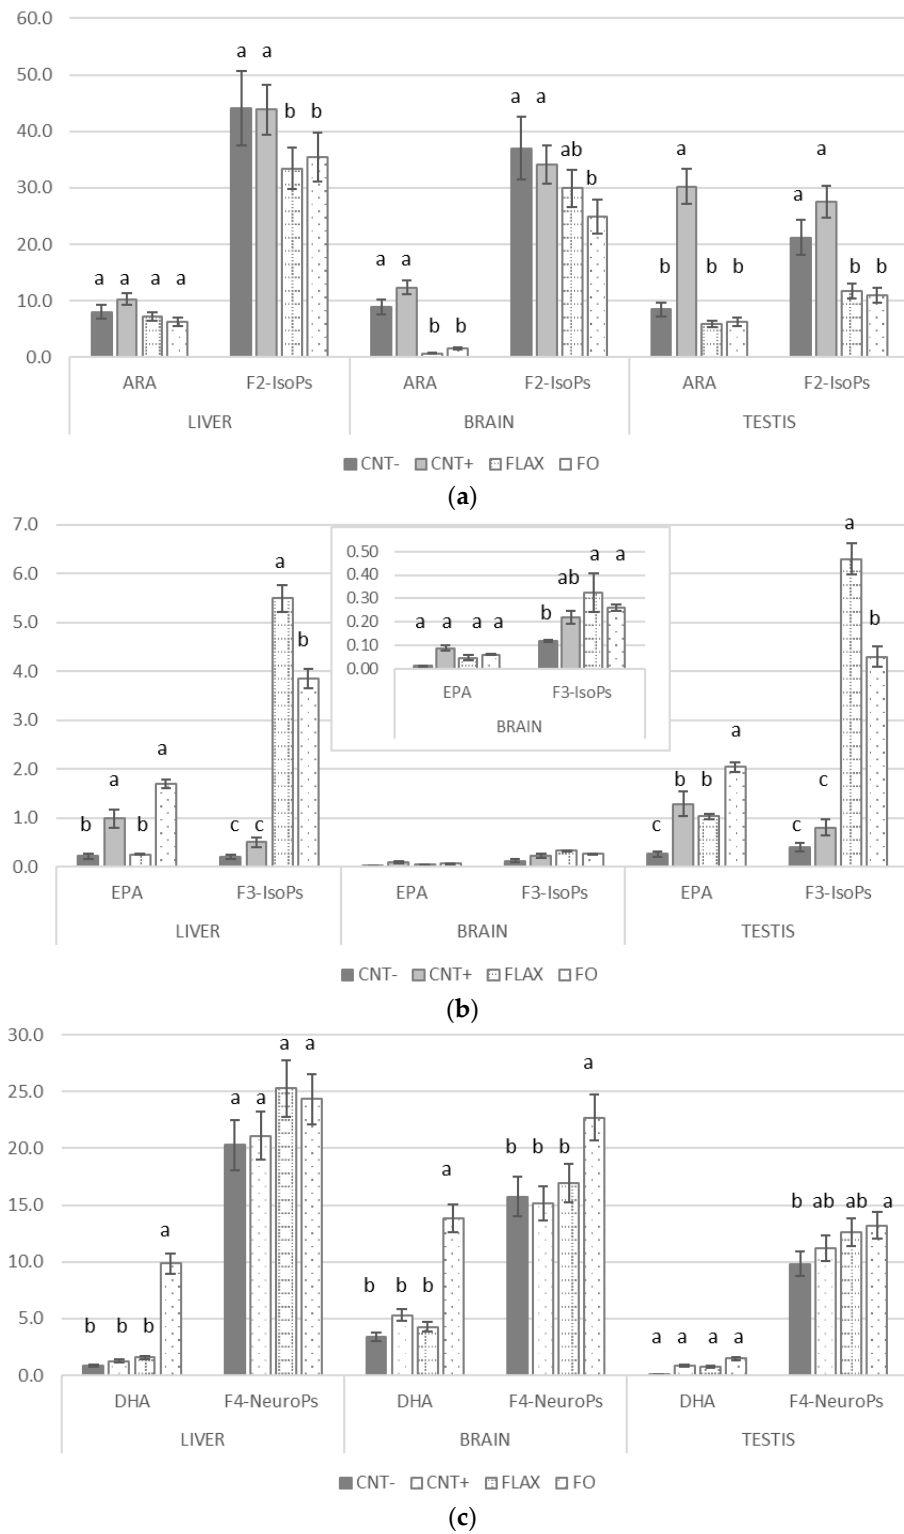 60.0
50.0
40.0
30.0
20.0
10.0
0.0
a a b b
a a a a
a a ab b
a a b b
a a b b
b a b b
ARA F2-IsoPs ARA F2-IsoPs ARA F2-IsoPs
LIVER BRAIN TESTIS
CNT- CNT+ FLAX FO
(a)
7.0
6.0
5.0
4.0
3.0
2.0
1.0
0.0
b a b a
c c a b
0.50
0.40
0.30
0.20
0.10
0.00
a a a a
b ab a a
EPA F3-IsoPs
BRAIN
c b b a
c c a b
EPA F3-IsoPs EPA F3-IsoPs EPA F3-IsoPs
LIVER BRAIN TESTIS
CNT- CNT+ FLAX FO
(b)
30.0
25.0
20.0
15.0
10.0
5.0
0.0
b b b a
a a a a
b b b a
b b b a
a a a a
b ab ab a
DHA F4-NeuroPs DHA F4-NeuroPs DHA F4-NeuroPs
LIVER BRAIN TESTIS
CNT- CNT+ FLAX FO
(c)